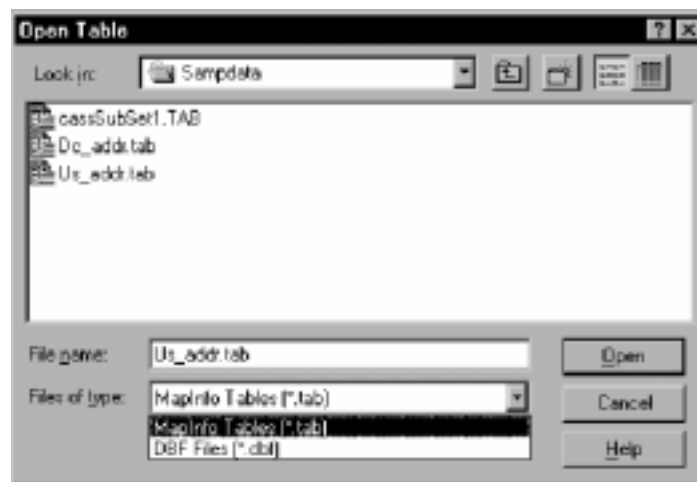 Open Table
Look in: Sampdata
cassSubSet1.TAB
Dc_addr.tab
Us_addr.tab
File name: Us_addr.tab Open
Files of type: MapInfo Tables (*.tab) Cancel
MapInfo Tables (*.tab)
DBF Files (*.dbf) Help